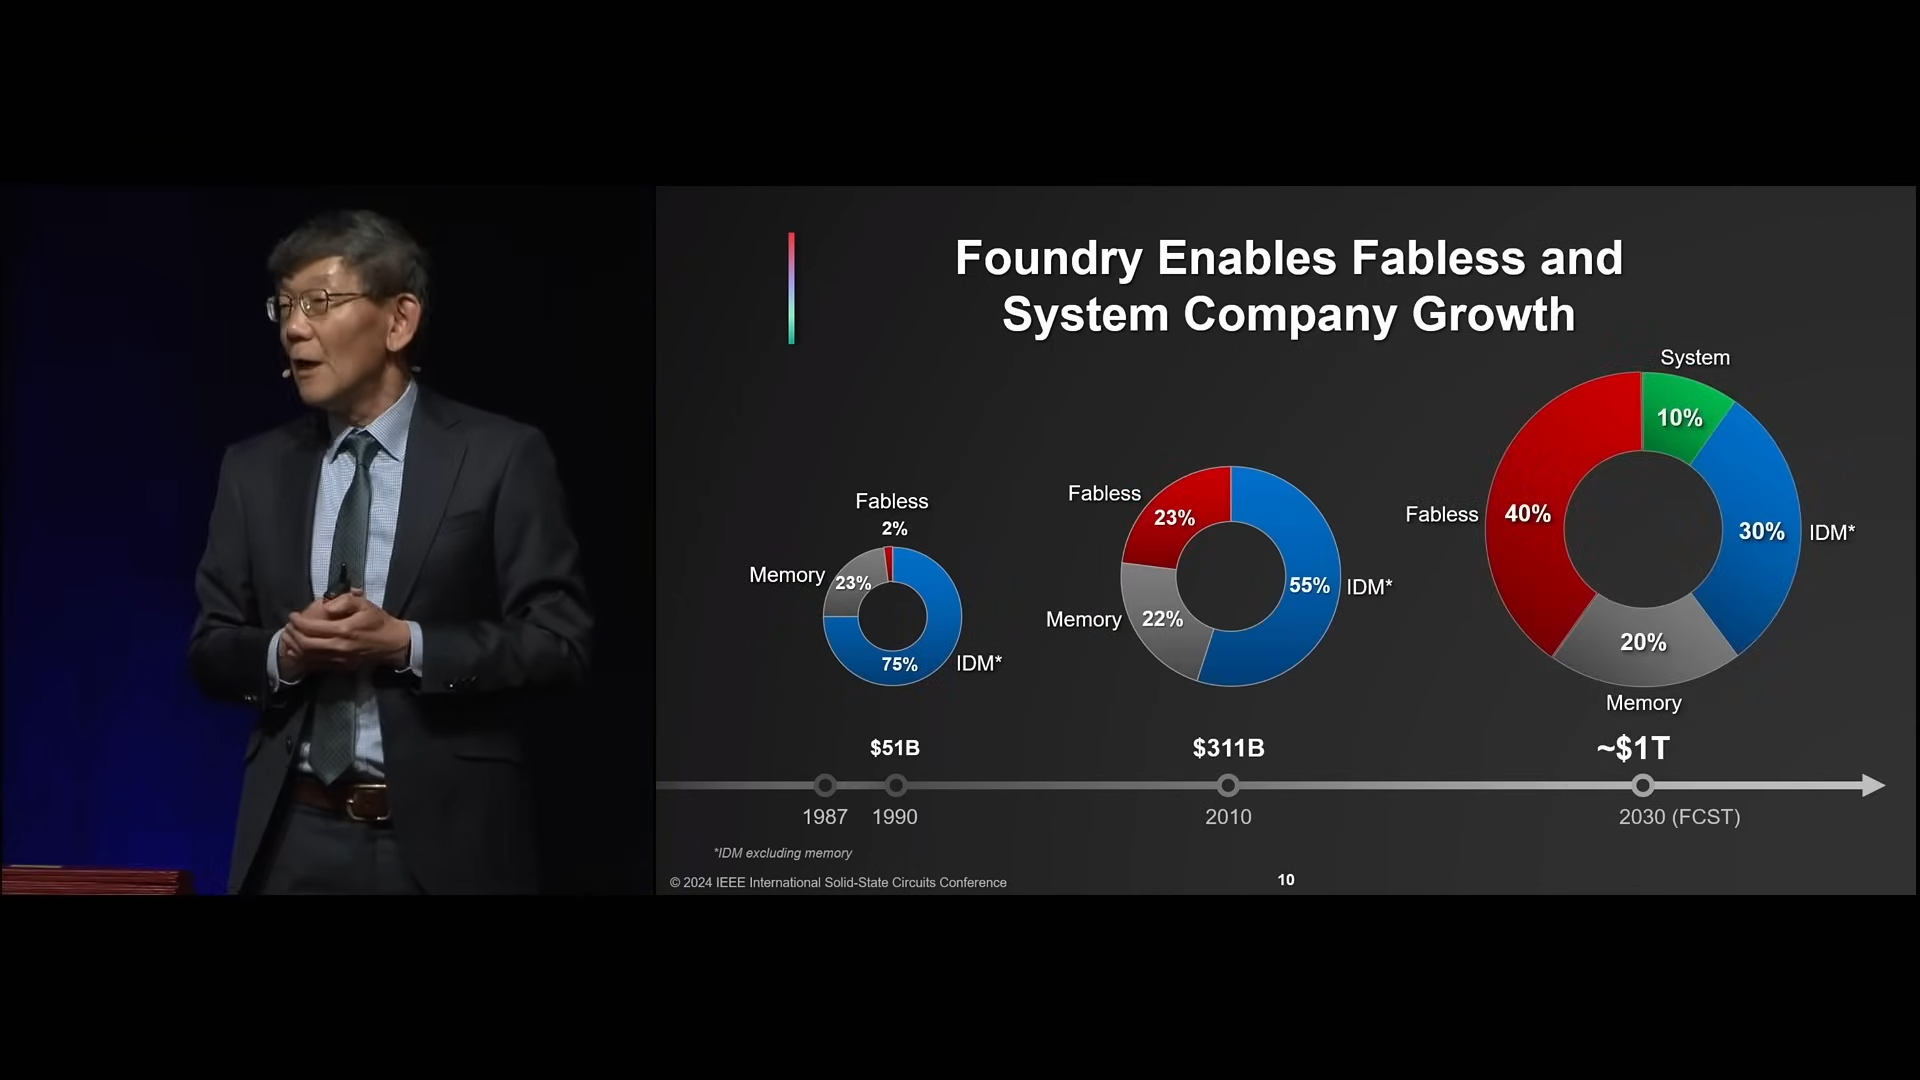 Foundry Enables Fabless and
System Company Growth
Fabless
2%
Memory
23%
75%
IDM*
Fabless
23%
Memory
22%
55%
IDM*
System
10%
Fabless
40%
30%
IDM*
20%
Memory
$51B
$311B
~$1T
1987
1990
2010
2030 (FCST)
*IDM excluding memory
© 2024 IEEE International Solid-State Circuits Conference
10